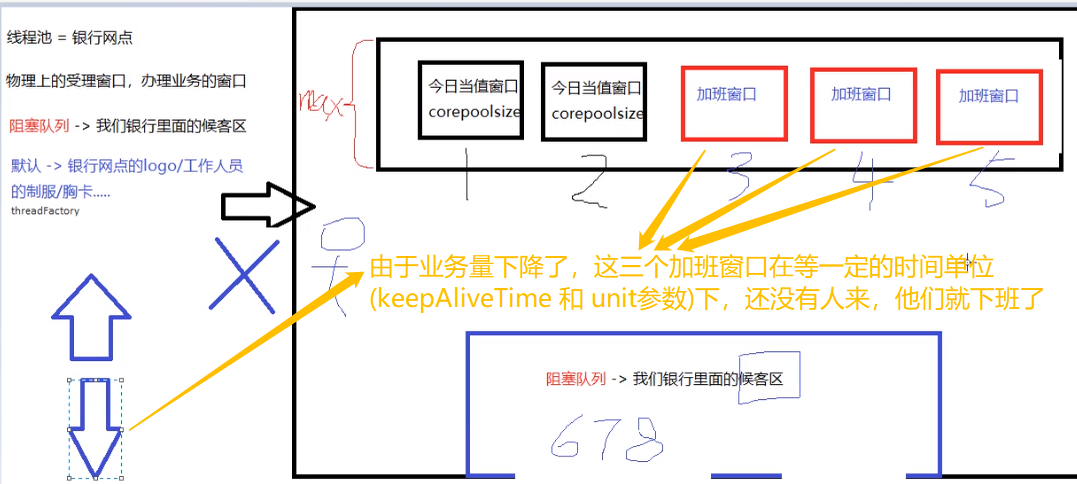 线程池 = 银行网点
物理上的受理窗口，办理业务的窗口
阻塞队列 -> 我们银行里面的候客区
默认 -> 银行网点的logo/工作人员
的制服/胸卡.....
threadFactory
max
今日当值窗口
corepoolsize
今日当值窗口
corepoolsize
加班窗口
加班窗口
加班窗口
1
2
3
4
5
由于业务量下降了，这三个加班窗口在等一定的时间单位
(keepAliveTime 和 unit参数)下，还没有人来，他们就下班了
阻塞队列 -> 我们银行里面的候客区
678